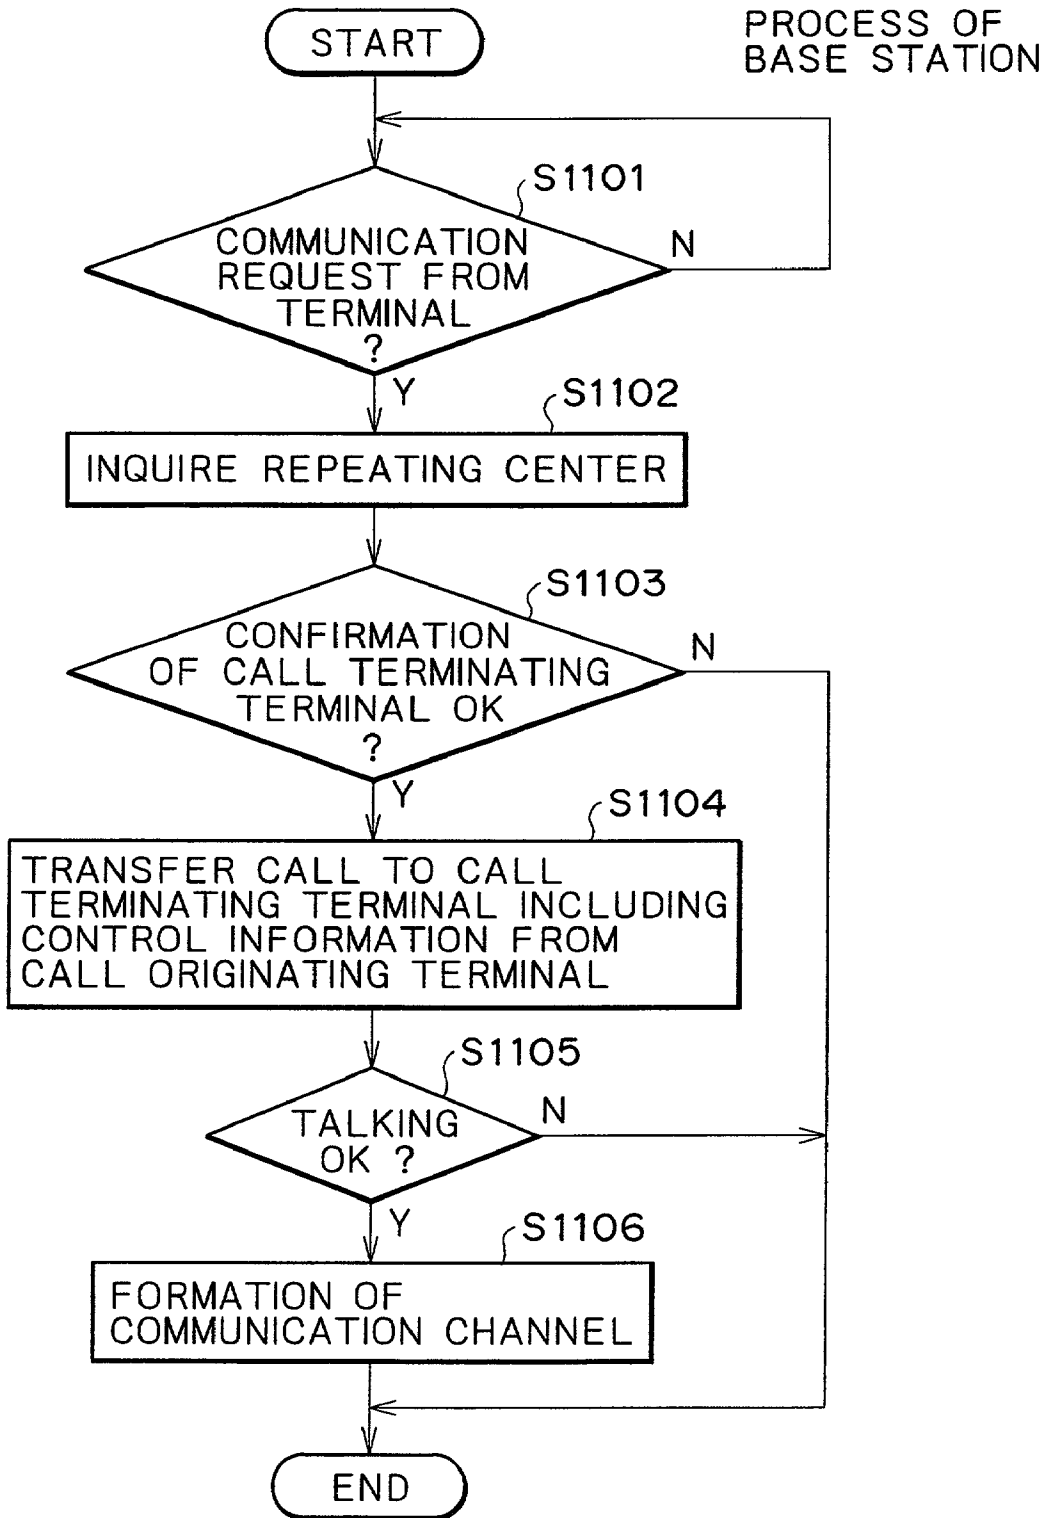 START
PROCESS OF
BASE STATION
S1101
COMMUNICATION
REQUEST FROM
TERMINAL
?
N
Y
S1102
INQUIRE REPEATING CENTER
S1103
CONFIRMATION
OF CALL TERMINATING
TERMINAL OK
?
N
Y
S1104
TRANSFER CALL TO CALL
TERMINATING TERMINAL INCLUDING
CONTROL INFORMATION FROM
CALL ORIGINATING TERMINAL
S1105
TALKING
OK ?
N
Y
S1106
FORMATION OF
COMMUNICATION CHANNEL
END